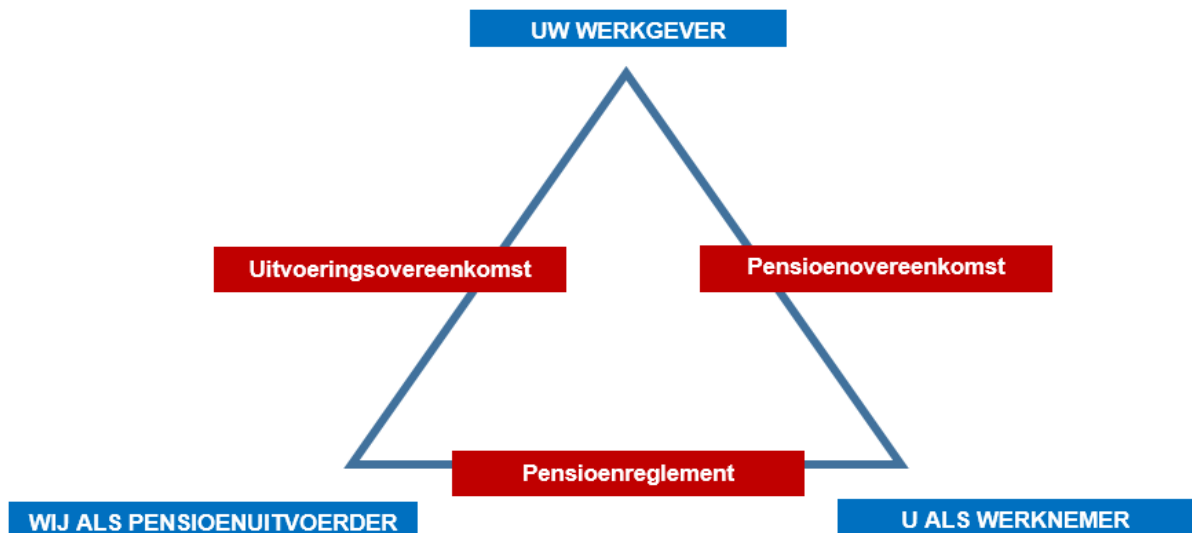 UW WERKGEVER
Uitvoeringsovereenkomst
Pensioenovereenkomst
Pensioenreglement
WIJ ALS PENSIOENUITVOERDER
U ALS WERKNEMER